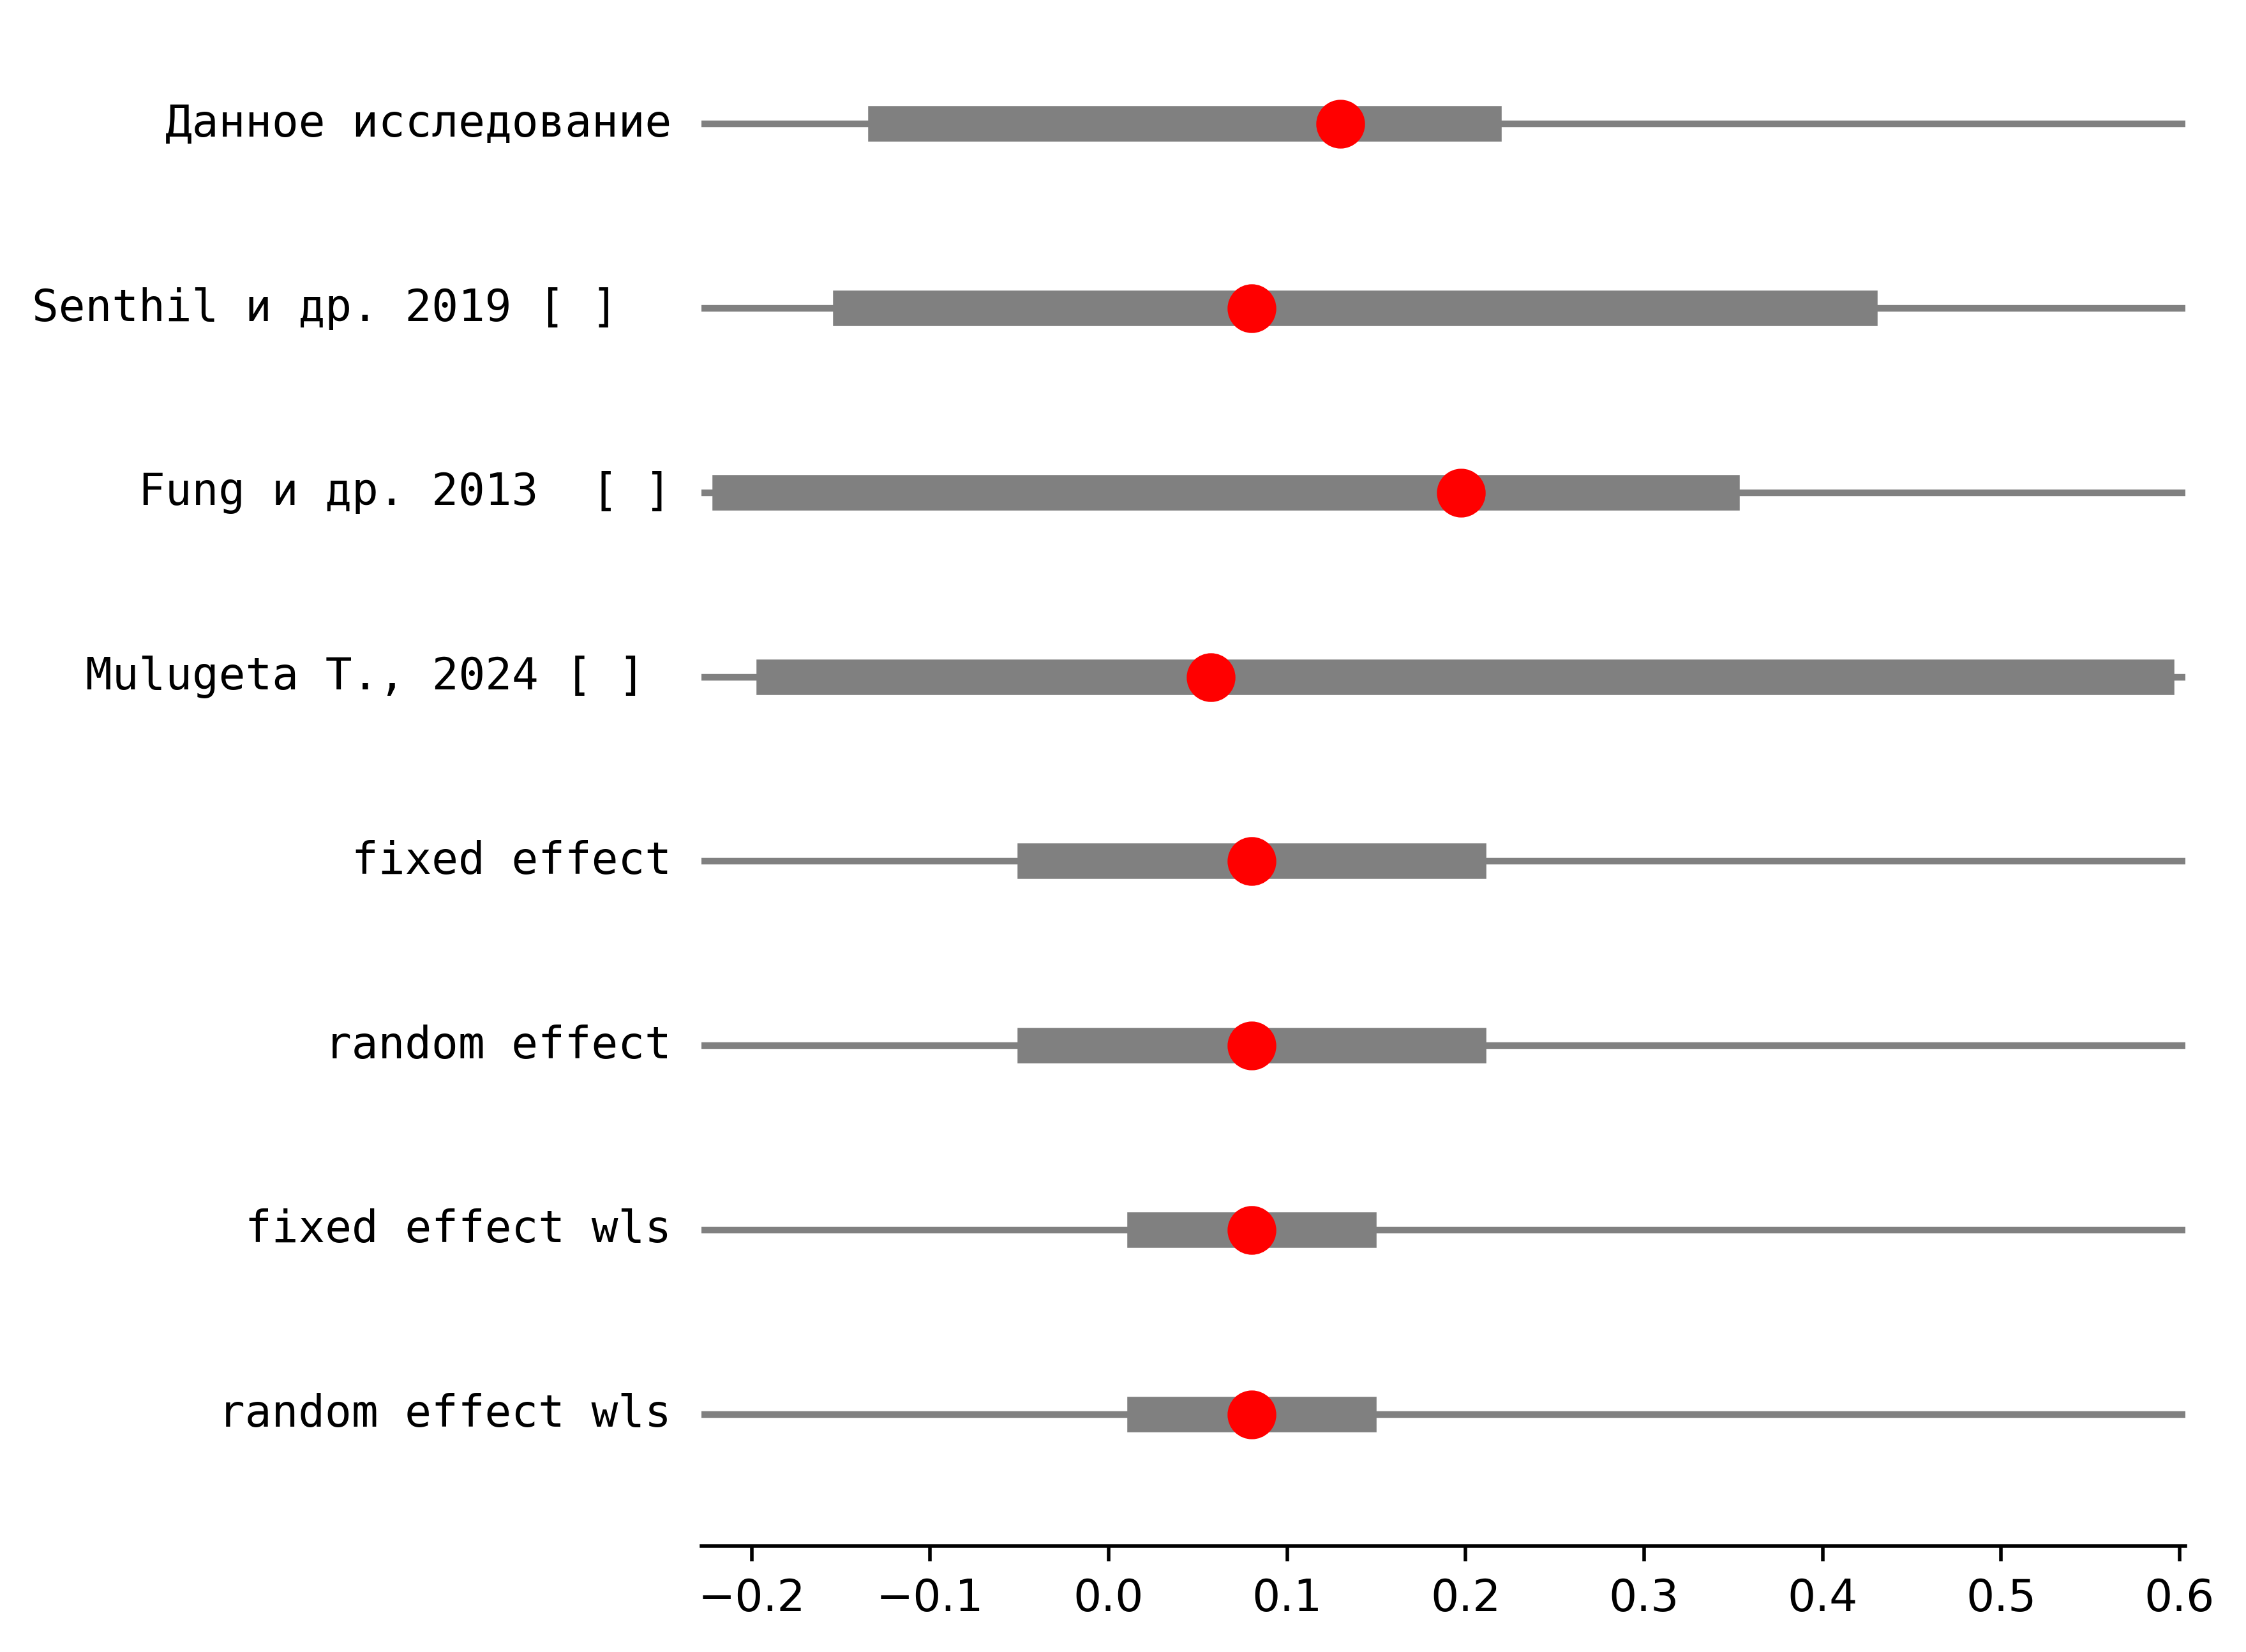 Данное исследование
Senthil и др. 2019 [ ]
Fung и др. 2013  [ ]
Mulugeta T., 2024 [ ]
fixed effect
random effect
fixed effect wls
random effect wls
−0.2 −0.1 0.0 0.1 0.2 0.3 0.4 0.5 0.6